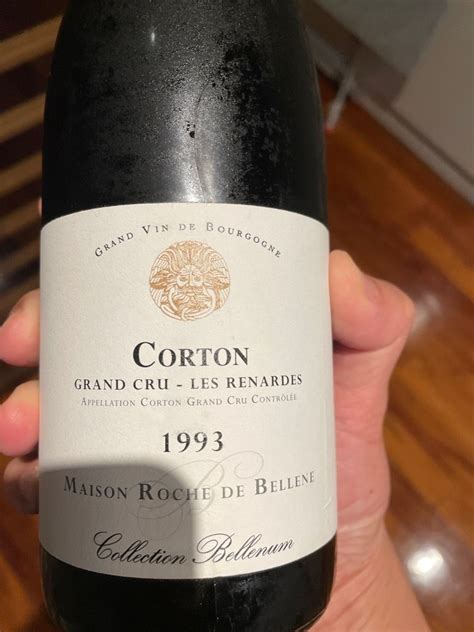 GRAND VIN DE BOURGOGNE
CORTON
GRAND CRU - LES RENARDES
APPELLATION CORTON GRAND CRU CONTRÔLÉE
1993
MAISON ROCHE DE BELLENE
Collection Bellenum